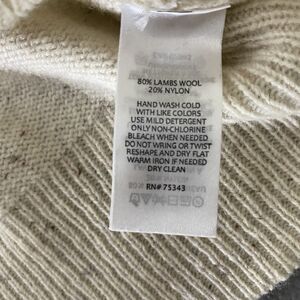 80% LAMBS WOOL
20% NYLON
HAND WASH COLD
WITH LIKE COLORS
USE MILD DETERGENT
ONLY NON-CHLORINE
BLEACH WHEN NEEDED
DO NOT WRING OR TWIST
RESHAPE AND DRY FLAT
WARM IRON IF NEEDED
DRY CLEAN
RN# 75343